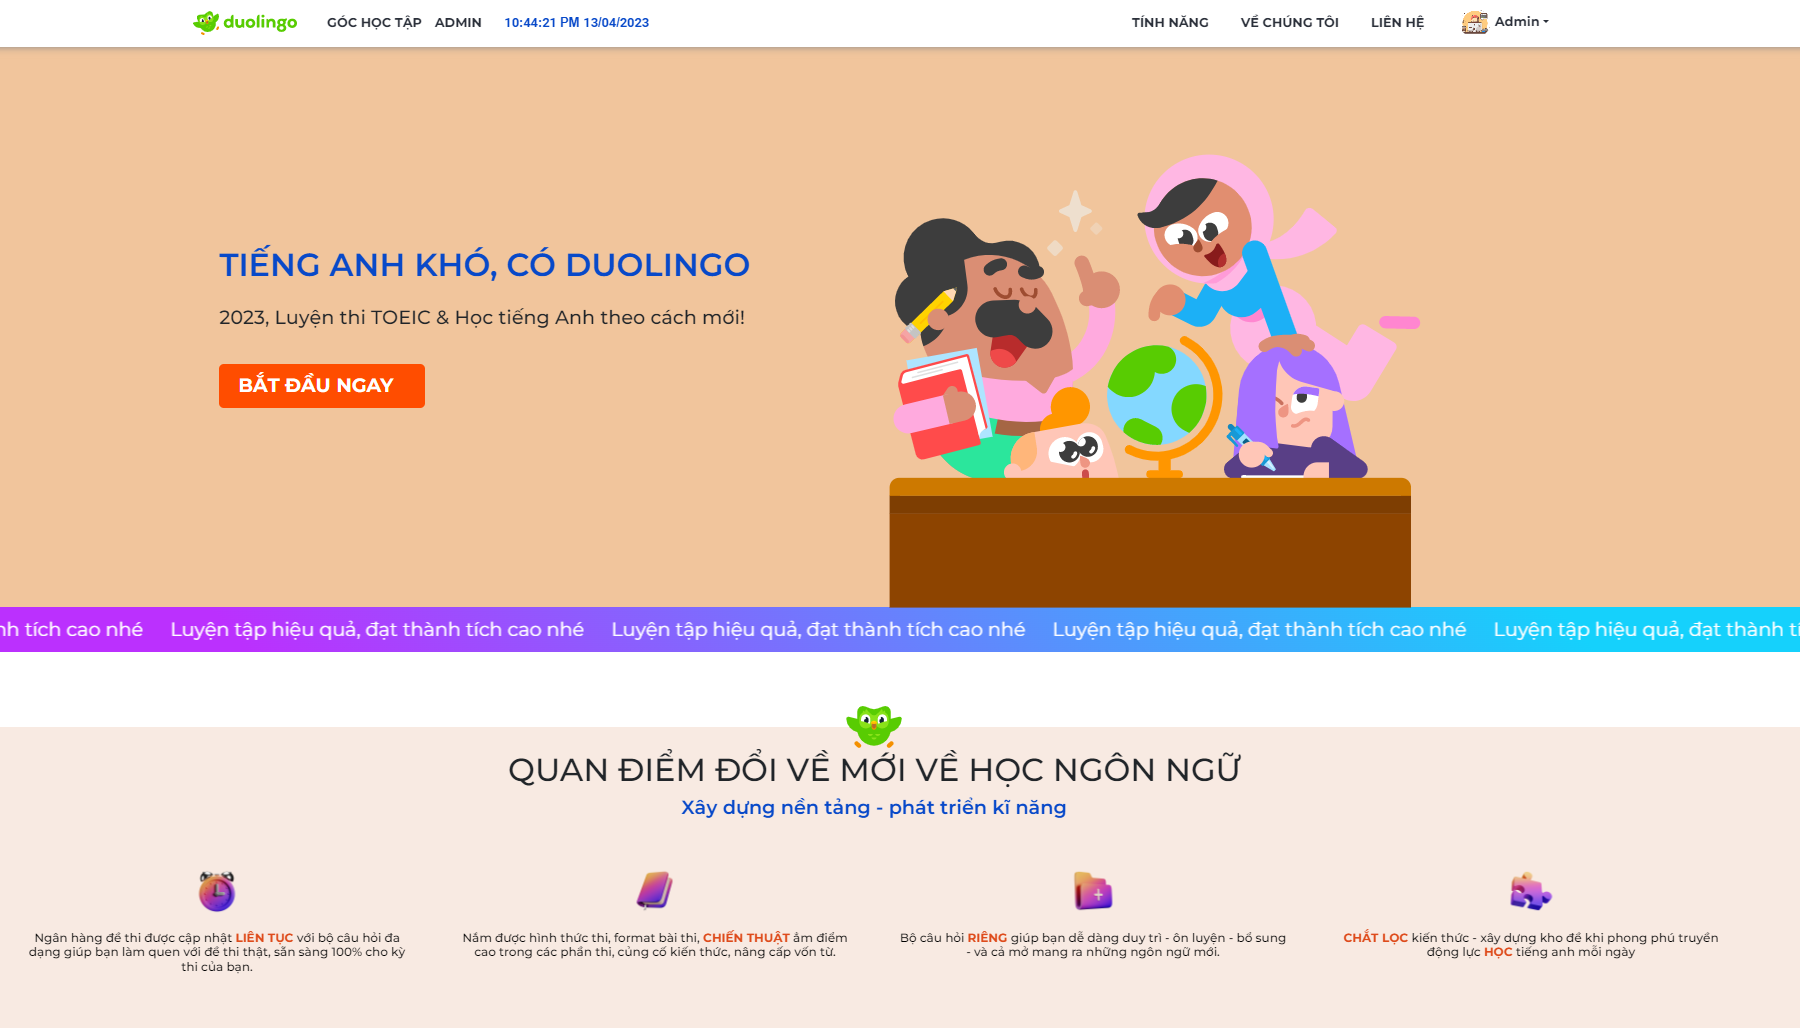 duolingo GÓC HỌC TẬP ADMIN 10:44:21 PM 13/04/2023 TÍNH NĂNG VỀ CHÚNG TÔI LIÊN HỆ Admin
TIẾNG ANH KHÓ, CÓ DUOLINGO
2023, Luyện thi TOEIC & Học tiếng Anh theo cách mới!
BẮT ĐẦU NGAY
nh tích cao nhé Luyện tập hiệu quả, đạt thành tích cao nhé Luyện tập hiệu quả, đạt thành tích cao nhé Luyện tập hiệu quả, đạt thành tích cao nhé Luyện tập hiệu quả, đạt thành tí
QUAN ĐIỂM ĐỔI VỀ MỚI VỀ HỌC NGÔN NGỮ
Xây dựng nền tảng - phát triển kĩ năng
Ngân hàng đề thi được cập nhật LIÊN TỤC với bộ câu hỏi đa
dạng giúp bạn làm quen với đề thi thật, sẵn sàng 100% cho kỳ
thi của bạn.
Nắm được hình thức thi, format bài thi, CHIẾN THUẬT ẵm điểm
cao trong các phần thi, củng cố kiến thức, nâng cấp vốn từ.
Bộ câu hỏi RIÊNG giúp bạn dễ dàng duy trì - ôn luyện - bổ sung
- và cả mở mang ra những ngôn ngữ mới.
CHẮT LỌC kiến thức - xây dựng kho đề khi phong phú truyền
động lực HỌC tiếng anh mỗi ngày